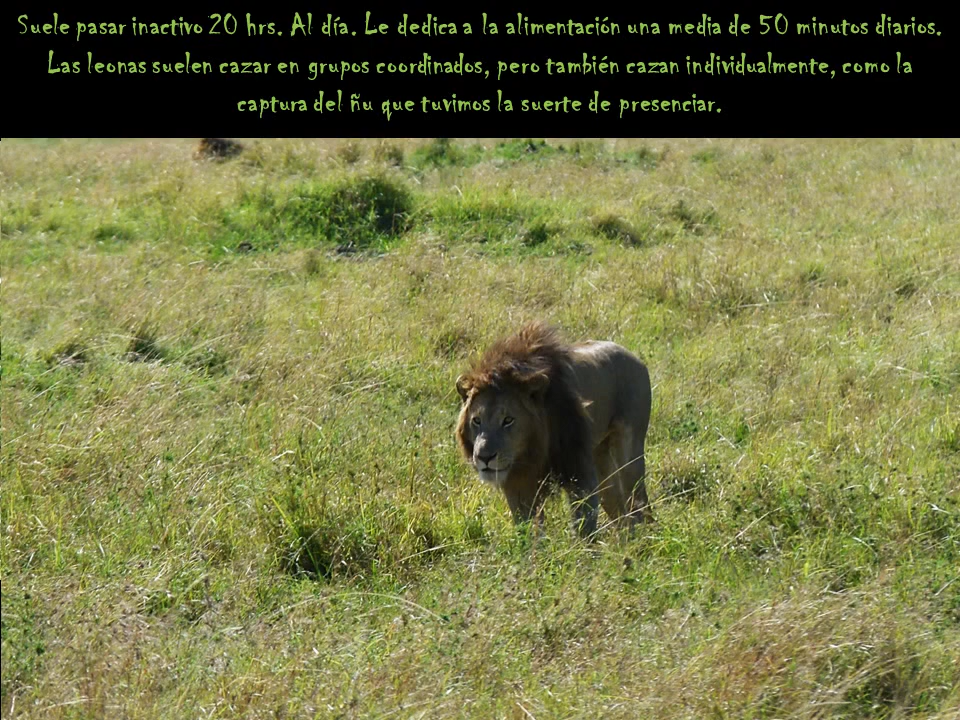 Suele pasar inactivo 20 hrs. Al día. Le dedica a la alimentación una media de 50 minutos diarios.
Las leonas suelen cazar en grupos coordinados, pero también cazan individualmente, como la
captura del ñu que tuvimos la suerte de presenciar.